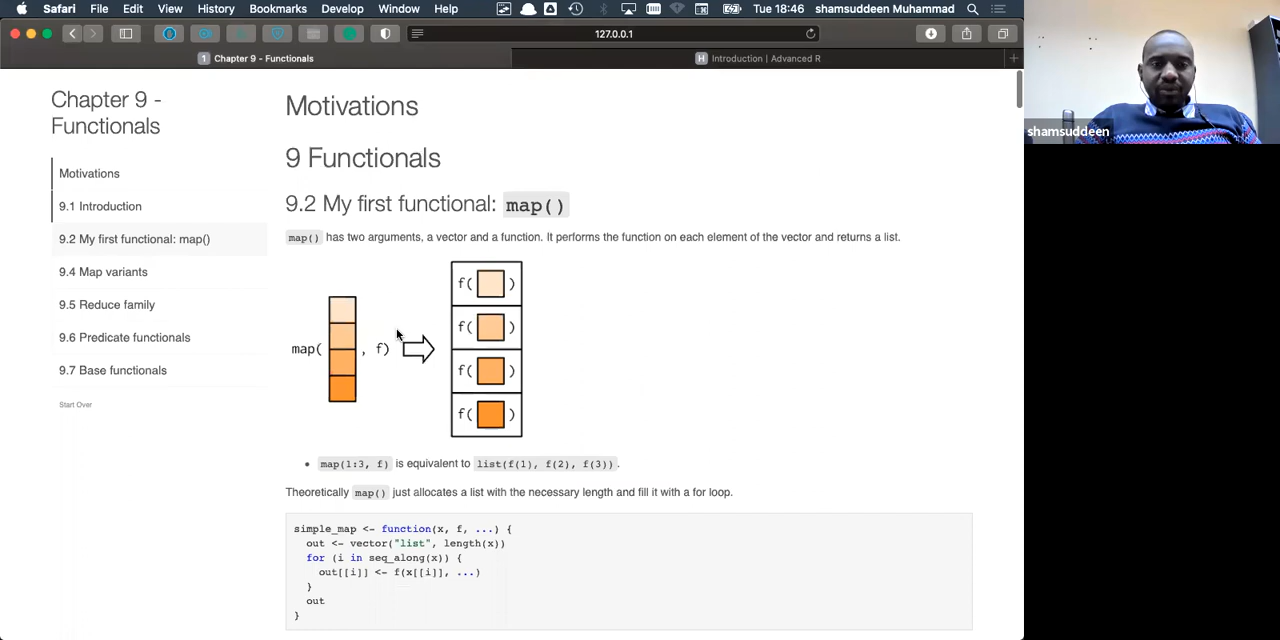 Safari File Edit View History Bookmarks Develop Window Help Tue 18:46 shamsuddeen Muhammad
127.0.0.1
1 Chapter 9 - Functionals
H Introduction | Advanced R
shamsuddeen
Chapter 9 -
Functionals
Motivations
9.1 Introduction
9.2 My first functional: map()
9.4 Map variants
9.5 Reduce family
9.6 Predicate functionals
9.7 Base functionals
Start Over
Motivations
9 Functionals
9.2 My first functional: map()
map() has two arguments, a vector and a function. It performs the function on each element of the vector and returns a list.
map( , f)
f( )
f( )
f( )
f( )
• map(1:3, f) is equivalent to list(f(1), f(2), f(3)).
Theoretically map() just allocates a list with the necessary length and fill it with a for loop.
simple_map <- function(x, f, ...) {
  out <- vector("list", length(x))
  for (i in seq_along(x)) {
    out[[i]] <- f(x[[i]], ...)
  }
  out
}